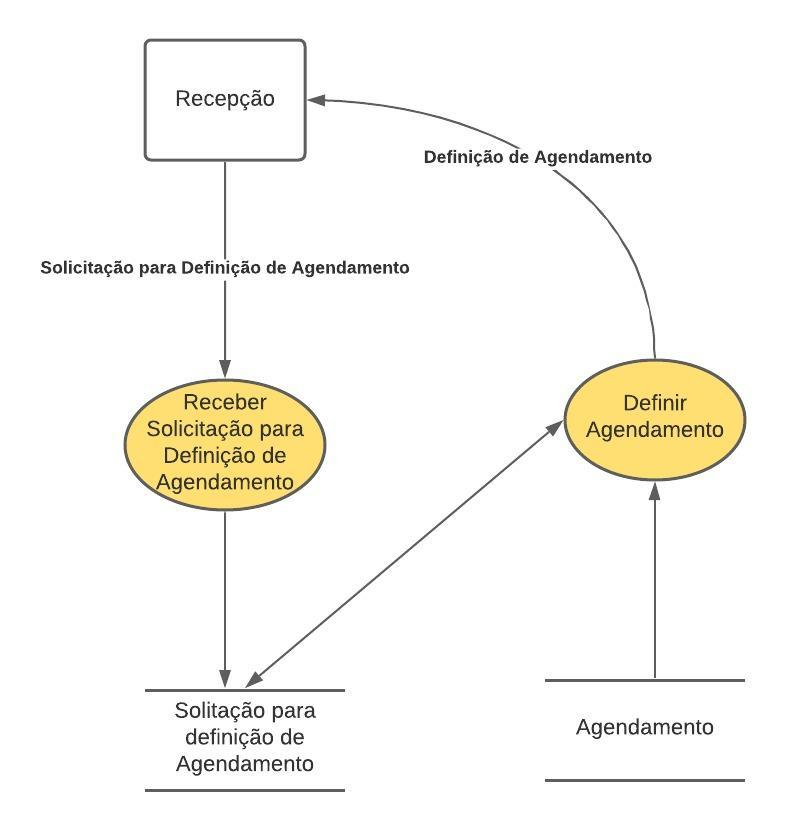 Recepção
Definição de Agendamento
Solicitação para Definição de Agendamento
Receber
Solicitação para
Definição de
Agendamento
Definir
Agendamento
Solitação para
definição de
Agendamento
Agendamento